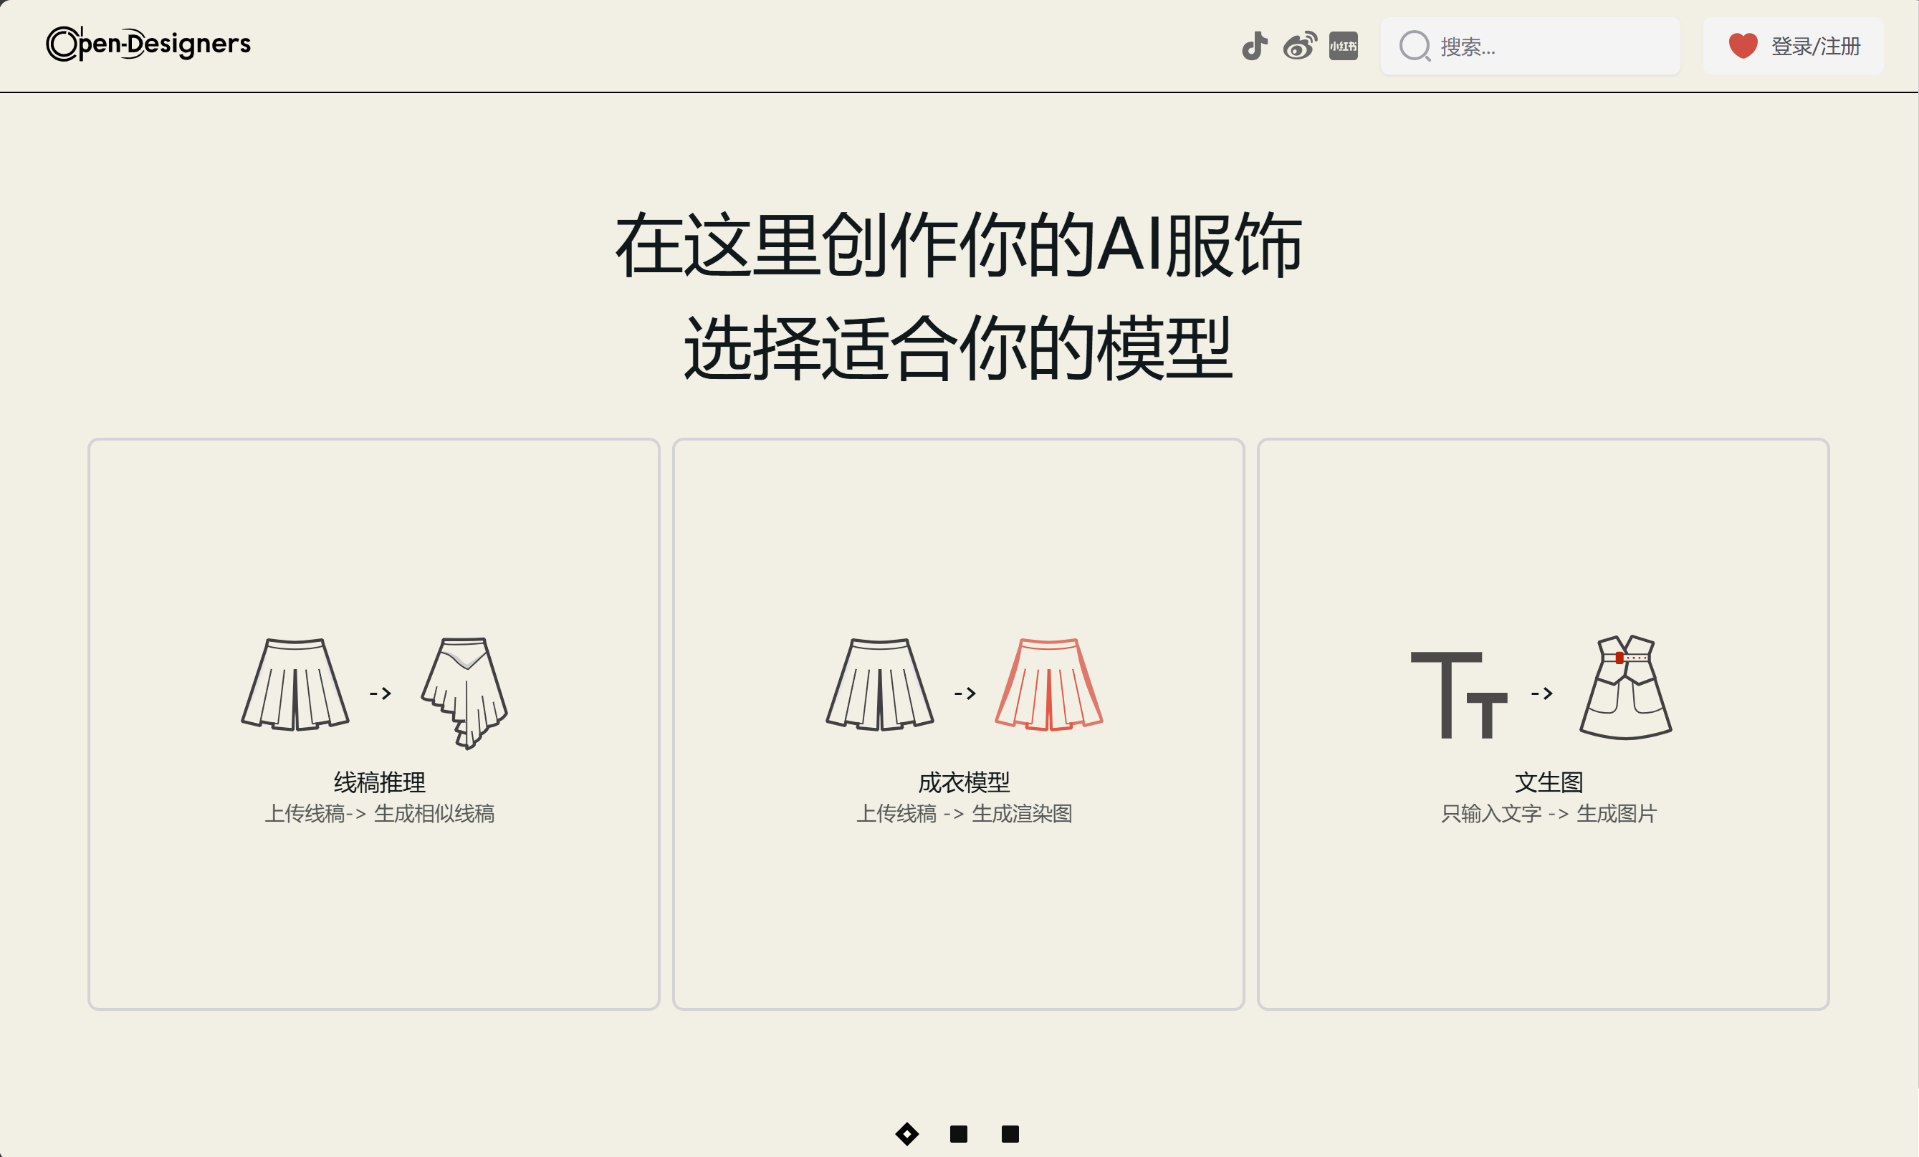 Open-Designers
小红书
搜索...
登录/注册
在这里创作你的AI服饰
选择适合你的模型
->
->
Tт
->
线稿推理
上传线稿-> 生成相似线稿
成衣模型
上传线稿 -> 生成渲染图
文生图
只输入文字 -> 生成图片